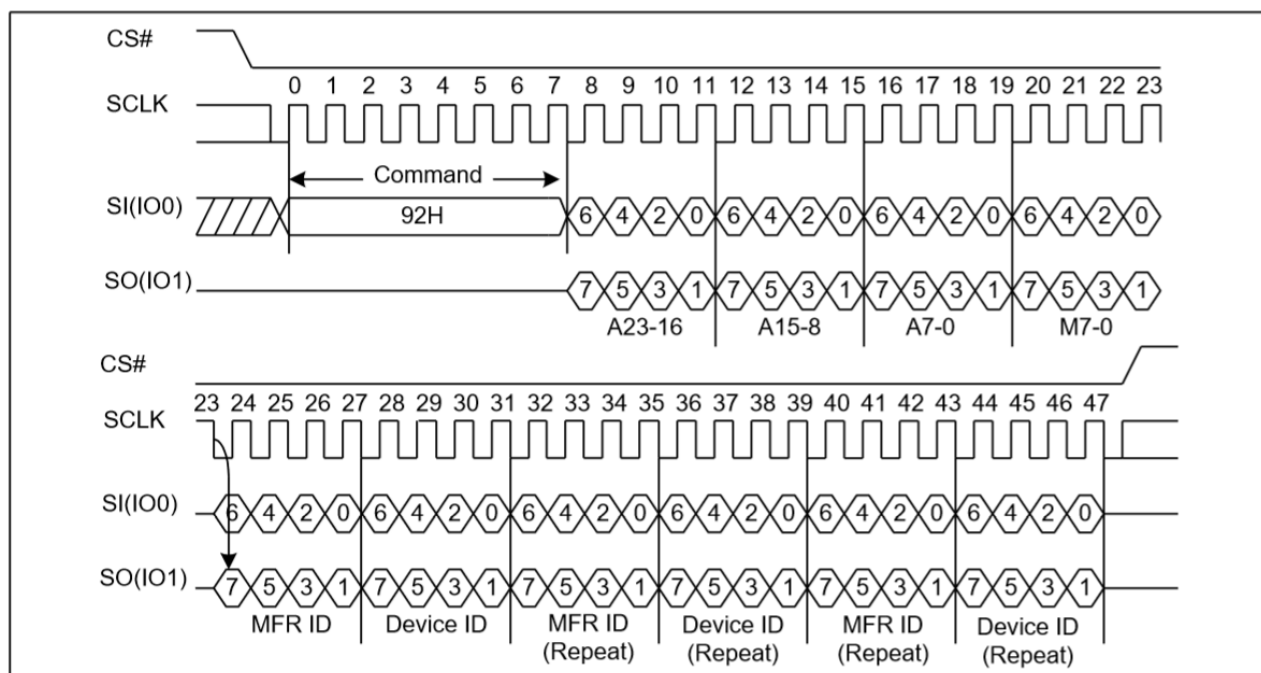 CS#
0 1 2 3 4 5 6 7 8 9 10 11 12 13 14 15 16 17 18 19 20 21 22 23
SCLK
Command
SI(IO0) 92H 6 4 2 0 6 4 2 0 6 4 2 0 6 4 2 0
SO(IO1) 7 5 3 1 7 5 3 1 7 5 3 1 7 5 3 1
A23-16 A15-8 A7-0 M7-0
CS#
23 24 25 26 27 28 29 30 31 32 33 34 35 36 37 38 39 40 41 42 43 44 45 46 47
SCLK
SI(IO0) 6 4 2 0 6 4 2 0 6 4 2 0 6 4 2 0 6 4 2 0 6 4 2 0
SO(IO1) 7 5 3 1 7 5 3 1 7 5 3 1 7 5 3 1 7 5 3 1 7 5 3 1
MFR ID Device ID MFR ID Device ID MFR ID Device ID
(Repeat) (Repeat) (Repeat) (Repeat)